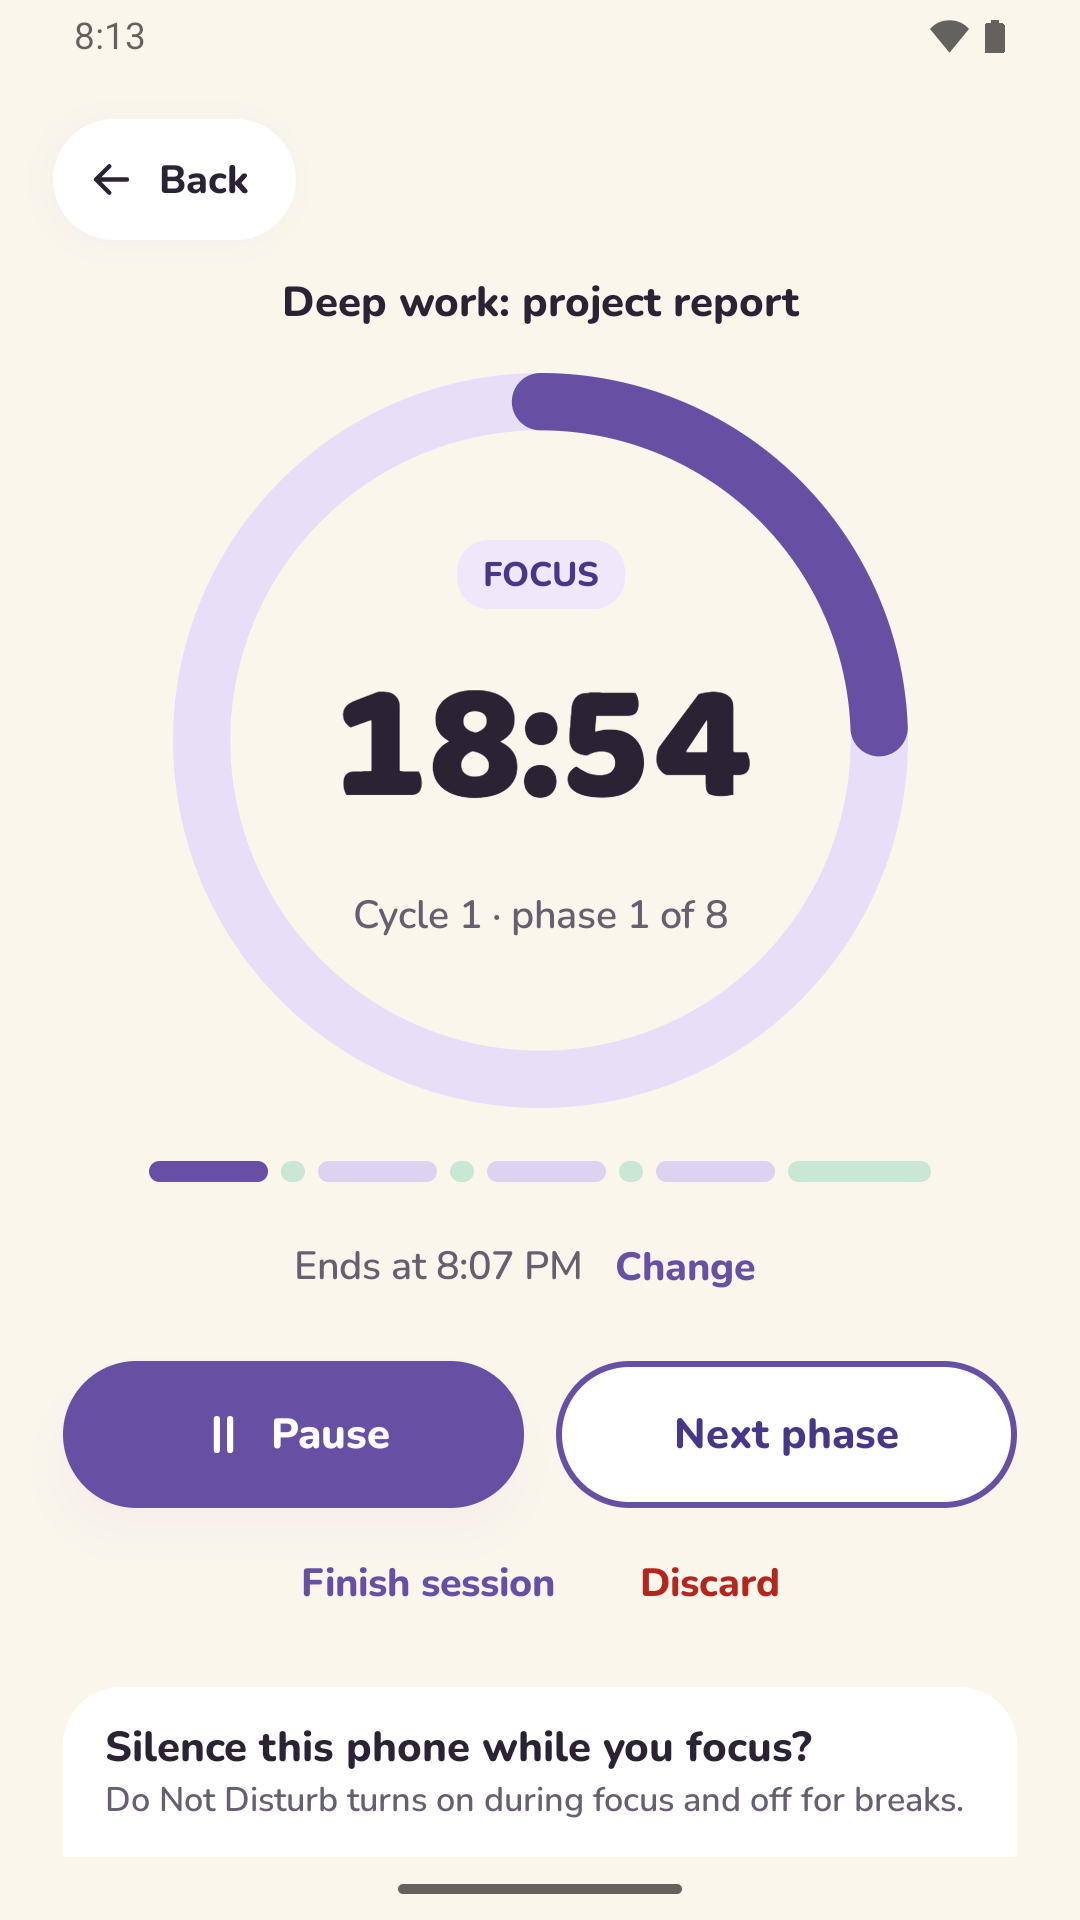 8:13
Back
Deep work: project report
FOCUS
18:54
Cycle 1 · phase 1 of 8
Ends at 8:07 PM Change
Pause Next phase
Finish session Discard
Silence this phone while you focus?
Do Not Disturb turns on during focus and off for breaks.